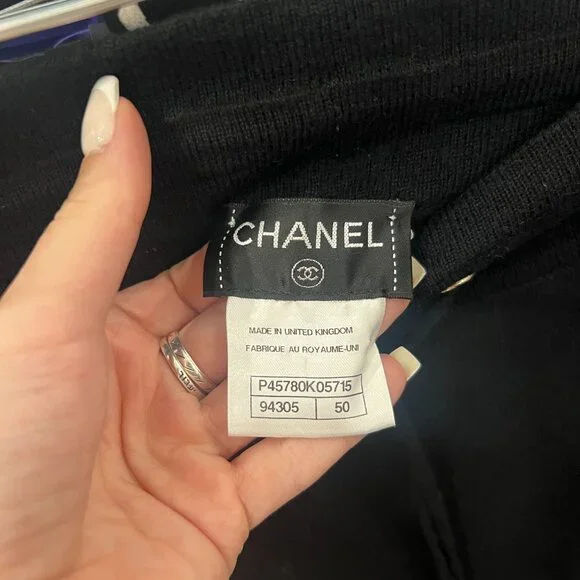 CHANEL
MADE IN UNITED KINGDOM
FABRIQUE AU ROYAUME-UNI
P45780K05715
94305 50